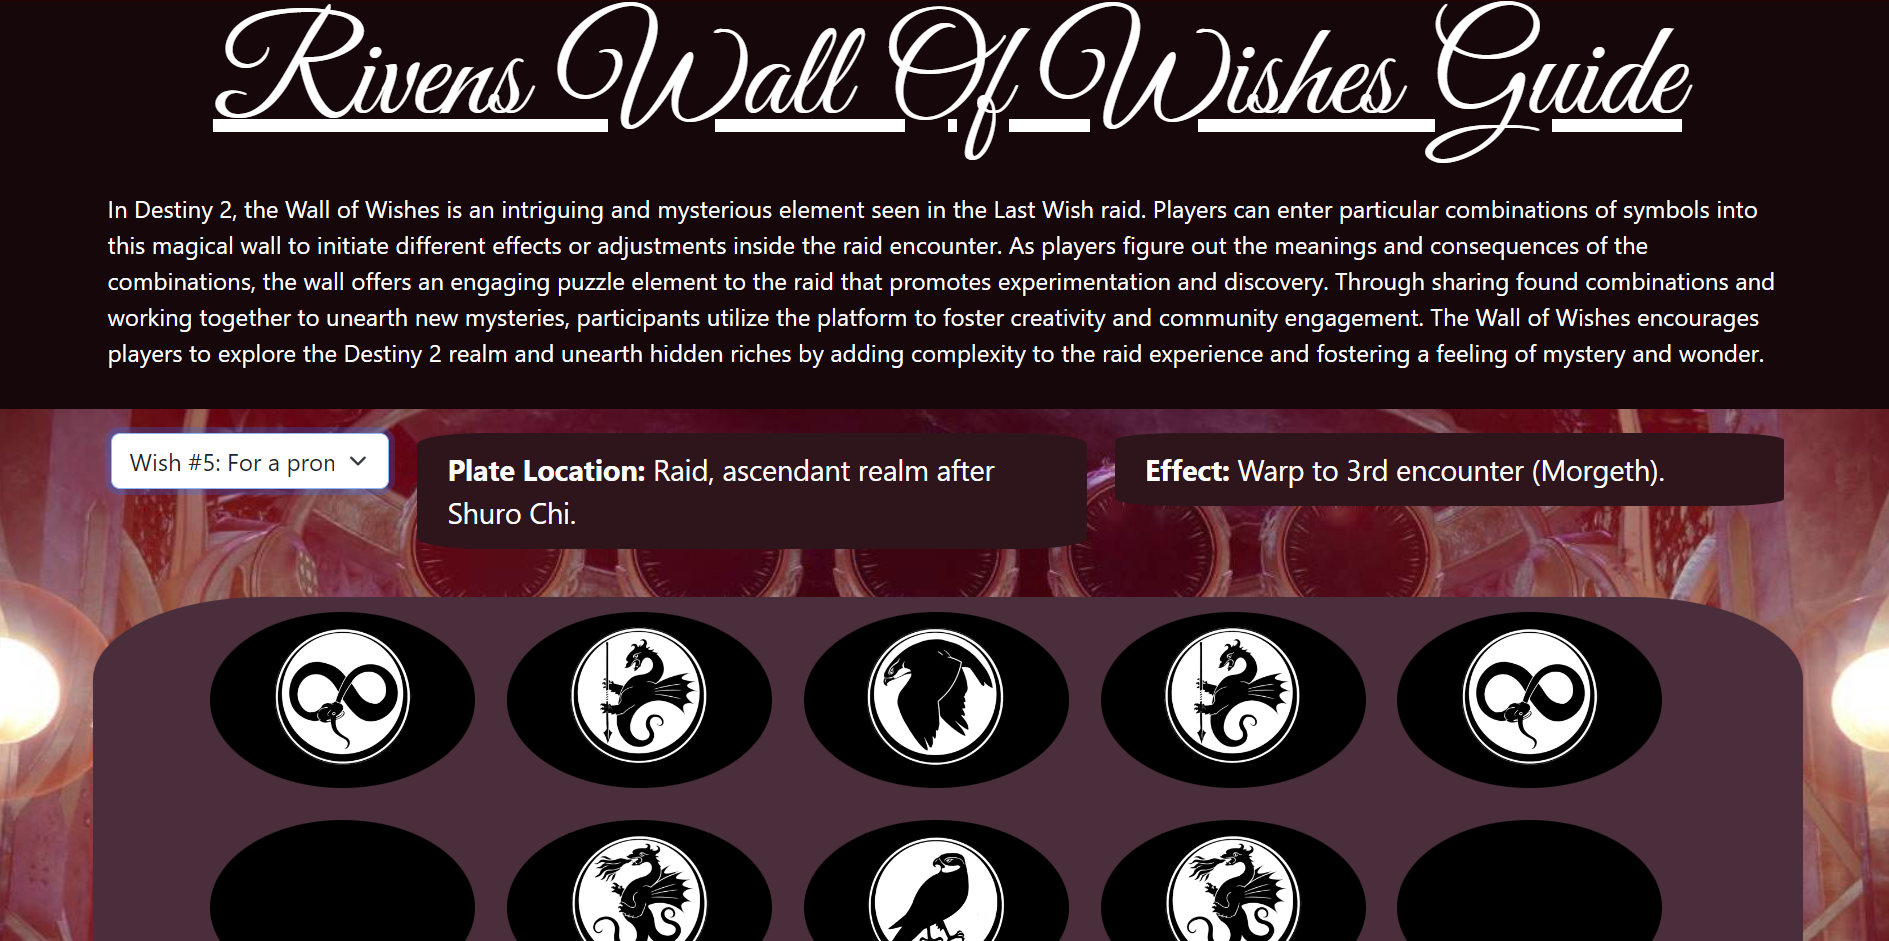 Rivens Wall Of Wishes Guide
In Destiny 2, the Wall of Wishes is an intriguing and mysterious element seen in the Last Wish raid. Players can enter particular combinations of symbols into
this magical wall to initiate different effects or adjustments inside the raid encounter. As players figure out the meanings and consequences of the
combinations, the wall offers an engaging puzzle element to the raid that promotes experimentation and discovery. Through sharing found combinations and
working together to unearth new mysteries, participants utilize the platform to foster creativity and community engagement. The Wall of Wishes encourages
players to explore the Destiny 2 realm and unearth hidden riches by adding complexity to the raid experience and fostering a feeling of mystery and wonder.
Wish #5: For a pron
Plate Location: Raid, ascendant realm after
Shuro Chi.
Effect: Warp to 3rd encounter (Morgeth).